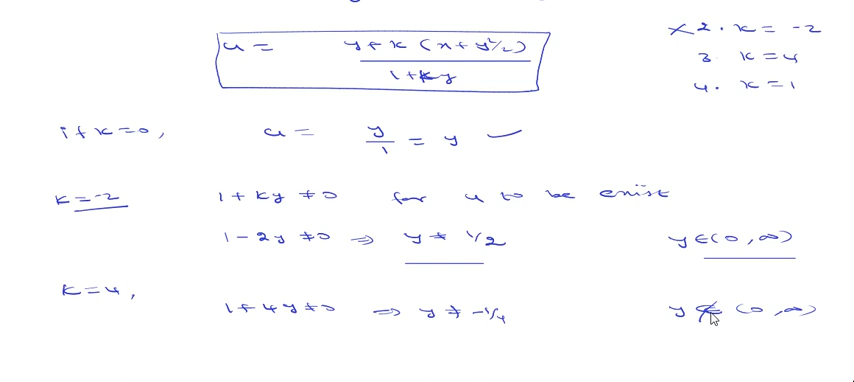 u = y + k (x + y²/2) / 1 + ky
× 2. k = -2
3. k = 4
4. k = 1
if k = 0, u = y/1 = y ✓
k = -2 1 + ky ≠ 0 for u to be exist
1 - 2y ≠ 0 ⇒ y ≠ 1/2 y ∈ (0, ∞)
k = 4, 1 + 4y ≠ 0 ⇒ y ≠ -1/4 y ∉ (0, ∞)